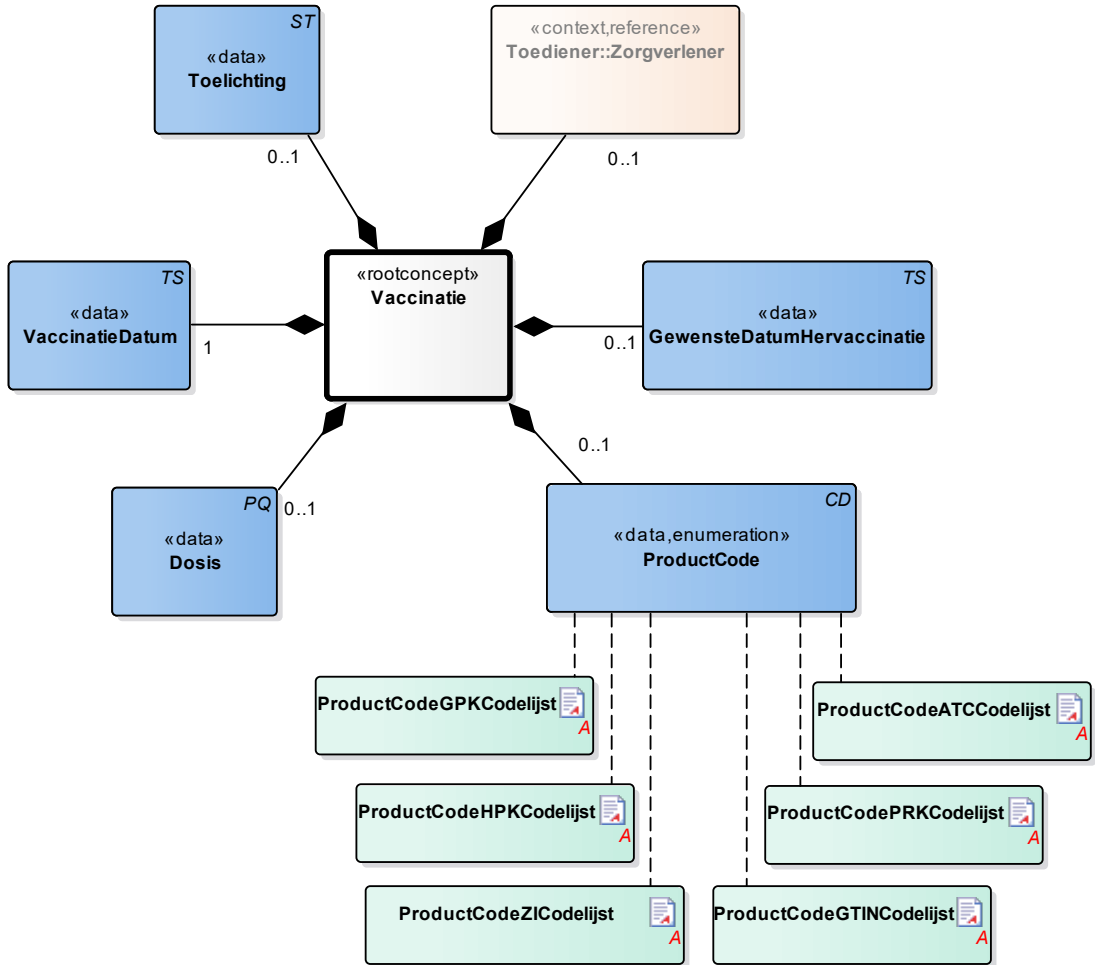 ST
«data»
Toelichting
0..1
«context,reference»
Toediener::Zorgverlener
0..1
TS
«data»
VaccinatieDatum
1
«rootconcept»
Vaccinatie
TS
«data»
GewensteDatumHervaccinatie
0..1
PQ
«data»
Dosis
0..1
0..1
CD
«data,enumeration»
ProductCode
ProductCodeGPKCodelijst
A
ProductCodeATCCodelijst
A
ProductCodeHPKCodelijst
A
ProductCodePRKCodelijst
A
ProductCodeZICodelijst
A
ProductCodeGTINCodelijst
A